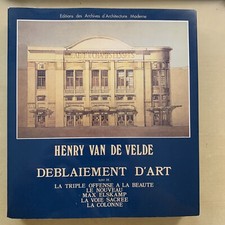 Editions des Archives d'Architecture Moderne
HENRY VAN DE VELDE
DEBLAIEMENT D'ART
suivi de
LA TRIPLE OFFENSE A LA BEAUTE
LE NOUVEAU
MAX ELSKAMP
LA VOIE SACREE
LA COLONNE